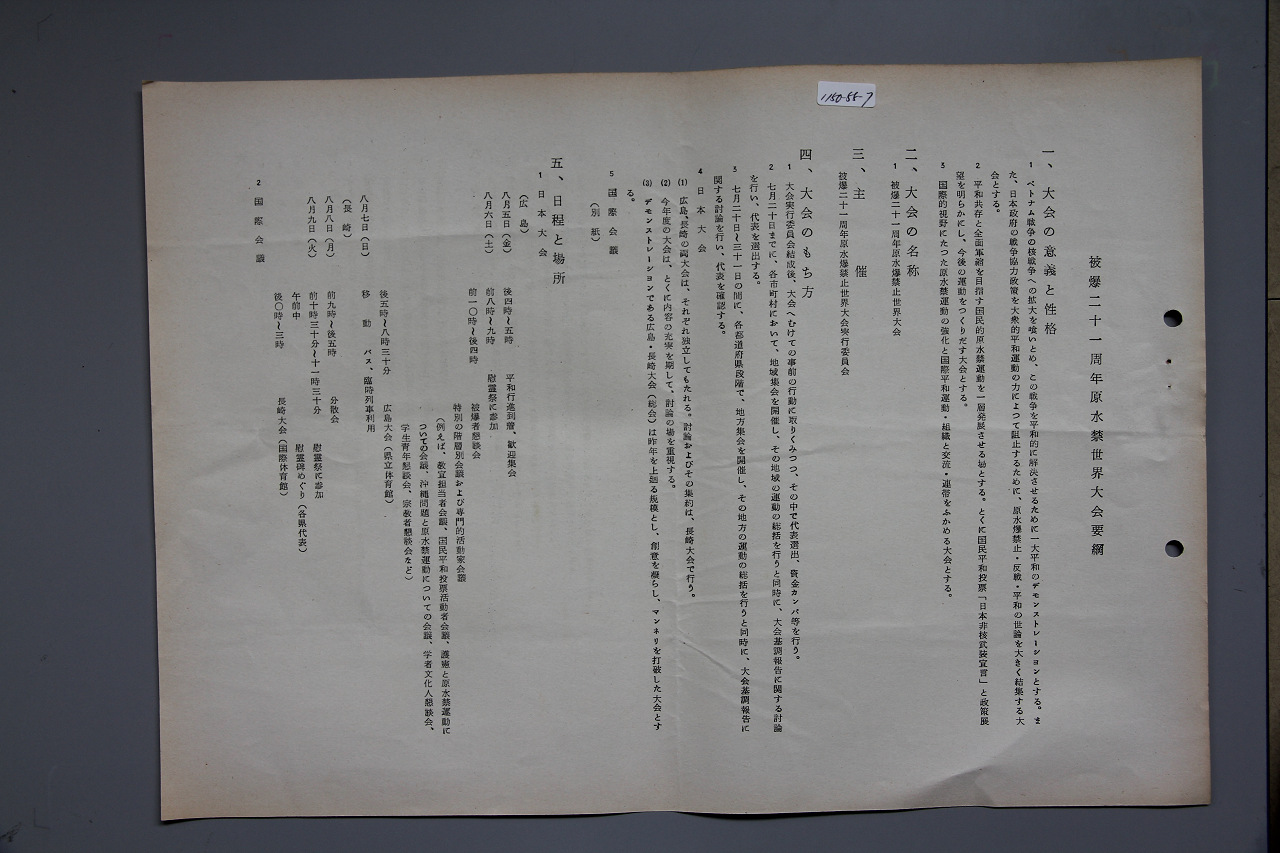 1150-55-7
被爆二十一周年原水禁世界大会要綱
一、大会の意義と性格
1 ベトナム戦争の核戦争への拡大を喰いとめ、この戦争を平和的に解決させるために一大平和のデモンストレーションとする。ま
た、日本政府の戦争協力政策を大衆的平和運動の力によつて阻止するために、原水爆禁止・反戦・平和の世論を大きく結集する大
会とする。
2 平和共存と全面軍縮を目指す国民的原水禁運動を一層発展させる場とする。とくに国民平和投票「日本非核武装宣言」と政策展
望を明らかにし、今後の運動をつくりだす大会とする。
3 国際的視野にたつた原水禁運動の強化と国際平和運動・組織と交流・連帯をふかめる大会とする。
二、大会の名称
1 被爆二十一周年原水爆禁止世界大会
三、主催
被爆二十一周年原水爆禁止世界大会実行委員会
四、大会のもち方
1 大会実行委員会結成後、大会へむけての事前の行動に取りくみつつ、その中で代表選出、資金カンパ等を行う。
2 七月二十日までに、各市町村において、地域集会を開催し、その地域の運動の総括を行うと同時に、大会基調報告に関する討論
を行い、代表を選出する。
3 七月二十日〜三十一日の間に、各都道府県段階で、地方集会を開催し、その地方の運動の総括を行うと同時に、大会基調報告に
関する討論を行い、代表を確認する。
4 日本大会
(1) 広島、長崎の両大会は、それぞれ独立してもたれる。討論およびその集約は、長崎大会で行う。
(2) 今年度の大会は、とくに内容の充実を期して、討論の場を重視する。
(3) デモンストレーションである広島・長崎大会(総会)は昨年を上廻る規模とし、創意を凝らし、マンネリを打破した大会とす
る。
5 国際会議
(別紙)
五、日程と場所
1 日本大会
(広島)
八月五日(金) 後四時〜五時 平和行進到着、歓迎集会
八月六日(土) 前八時〜九時 慰霊祭に参加
前一〇時〜後四時 被爆者懇談会
特別の階層別会議および専門的活動家会議
(例えば、教宣担当者会議、国民平和投票活動者会議、護憲と原水禁運動に
ついての会議、沖縄問題と原水禁運動についての会議、学者文化人懇談会、
学生青年懇談会、宗教者懇談会など)
後五時〜八時三十分 広島大会(県立体育館)
八月七日(日) 移動 バス、臨時列車利用
(長崎)
八月八日(月) 前九時〜後五時 分散会
八月九日(火) 前十時三十分〜十一時三十分 慰霊祭に参加
午前中 慰霊碑めぐり(各県代表)
後〇時〜三時 長崎大会(国際体育館)
2 国際会議